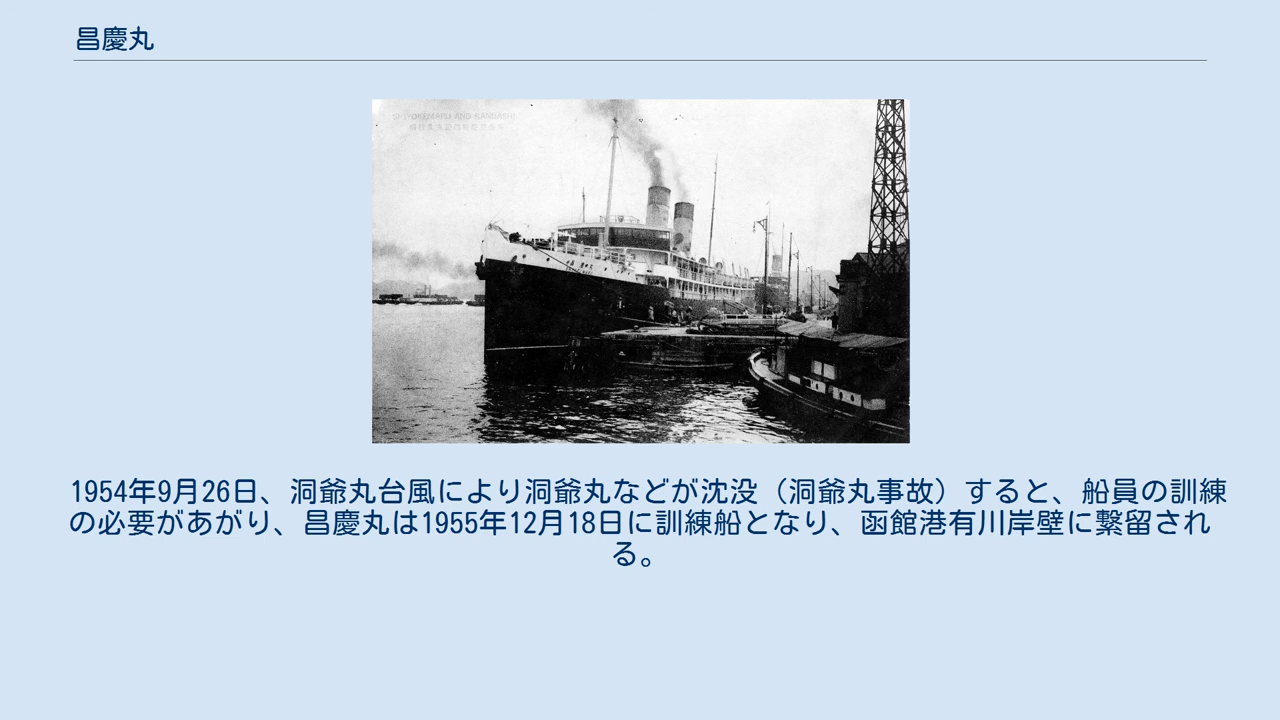 昌慶丸
1954年9月26日、洞爺丸台風により洞爺丸などが沈没（洞爺丸事故）すると、船員の訓練
の必要があがり、昌慶丸は1955年12月18日に訓練船となり、函館港有川岸壁に繋留され
る。